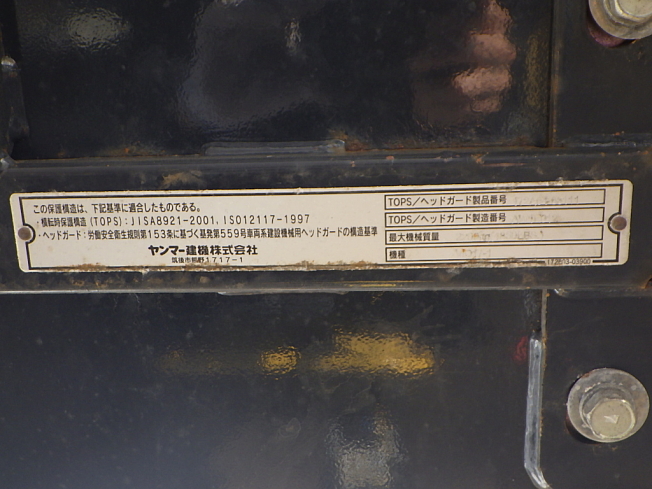 この保護構造は、下記基準に適合したものである。
・横転時保護構造(TOPS):JISA8921-2001, ISO12117-1997
・ヘッドガード:労働安全衛生規則第153条に基づく基発第559号車両系建設機械用ヘッドガードの構造基準
ヤンマー建機株式会社
筑後市熊野1717-1
TOPS/ヘッドガード製品番号
TOPS/ヘッドガード製造番号
最大機械質量
機種